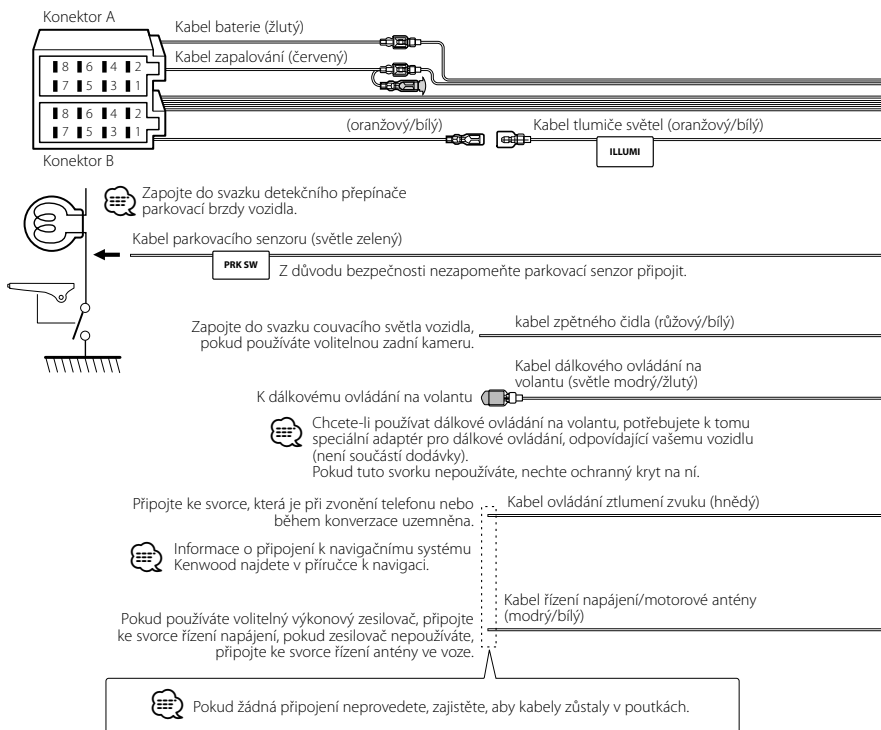 Konektor A
Kabel baterie (žlutý)
Kabel zapalování (červený)
8 6 4 2
7 5 3 1
8 6 4 2
7 5 3 1
Konektor B
(oranžový/bílý)
Kabel tlumiče světel (oranžový/bílý)
ILLUMI
Zapojte do svazku detekčního přepínače
parkovací brzdy vozidla.
Kabel parkovacího senzoru (světle zelený)
PRK SW
Z důvodu bezpečnosti nezapomeňte parkovací senzor připojit.
Zapojte do svazku couvacího světla vozidla,
pokud používáte volitelnou zadní kameru.
kabel zpětného čidla (růžový/bílý)
Kabel dálkového ovládání na
volantu (světle modrý/žlutý)
K dálkovému ovládání na volantu
Chcete-li používat dálkové ovládání na volantu, potřebujete k tomu
speciální adaptér pro dálkové ovládání, odpovídající vašemu vozidlu
(není součástí dodávky).
Pokud tuto svorku nepoužíváte, nechte ochranný kryt na ní.
Připojte ke svorce, která je při zvonění telefonu nebo
během konverzace uzemněna.
Kabel ovládání ztlumení zvuku (hnědý)
Informace o připojení k navigačnímu systému
Kenwood najdete v příručce k navigaci.
Kabel řízení napájení/motorové antény
(modrý/bílý)
Pokud používáte volitelný výkonový zesilovač, připojte
ke svorce řízení napájení, pokud zesilovač nepoužíváte,
připojte ke svorce řízení antény ve voze.
Pokud žádná připojení neprovedete, zajistěte, aby kabely zůstaly v poutkách.